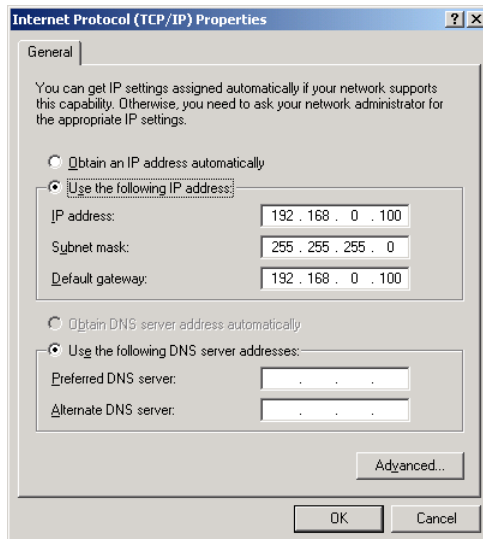 Internet Protocol (TCP/IP) Properties
General
You can get IP settings assigned automatically if your network supports
this capability. Otherwise, you need to ask your network administrator for
the appropriate IP settings.
Obtain an IP address automatically
Use the following IP address:
IP address: 192 . 168 . 0 . 100
Subnet mask: 255 . 255 . 255 . 0
Default gateway: 192 . 168 . 0 . 100
Obtain DNS server address automatically
Use the following DNS server addresses:
Preferred DNS server: . . .
Alternate DNS server: . . .
Advanced...
OK Cancel